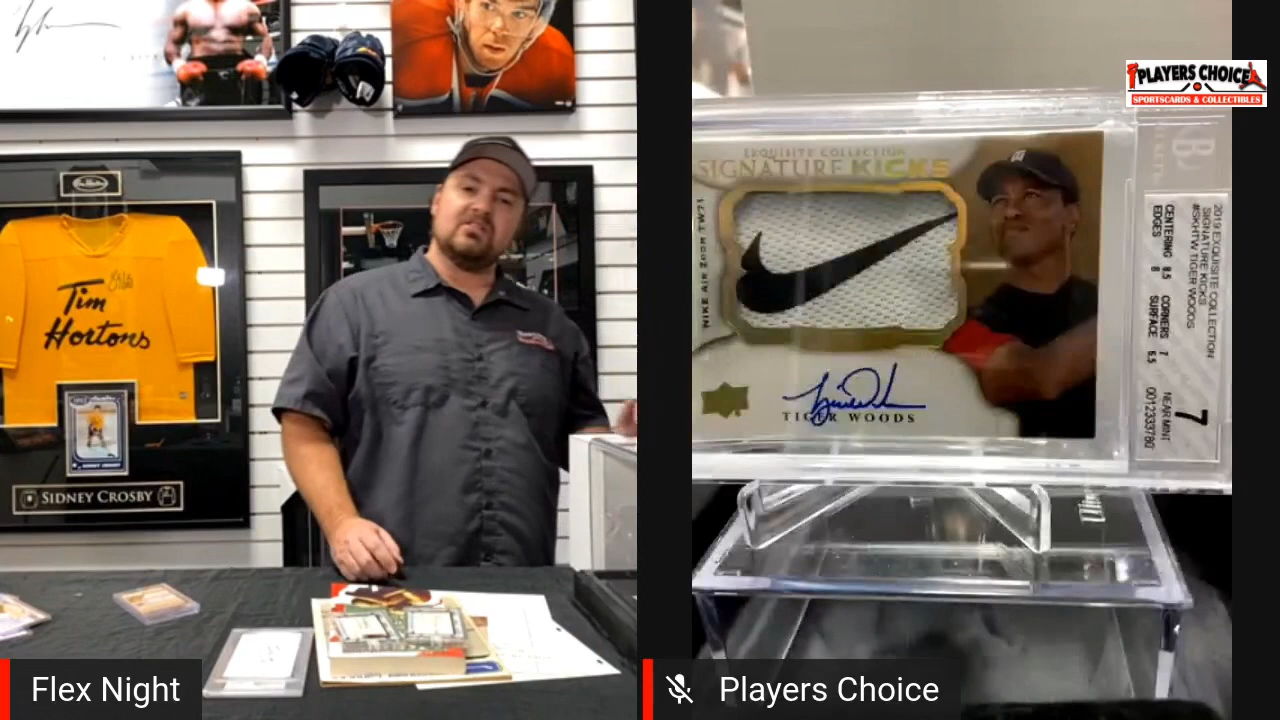 PLAYERS CHOICE
SPORTSCARDS & COLLECTIBLES
EXQUISITE COLLECTION
SIGNATURE KICKS
NIKE AIR ZOOM TW71
TIGER WOODS
2019 EXQUISITE COLLECTION
SIGNATURE KICKS
#SKHTW TIGER WOODS
CENTERING 8.5 CORNERS 7
EDGES 8 SURFACE 6.5
7
NEAR MINT
0012333780
Tim
Hortons
SIDNEY CROSBY
Flex Night
Players Choice